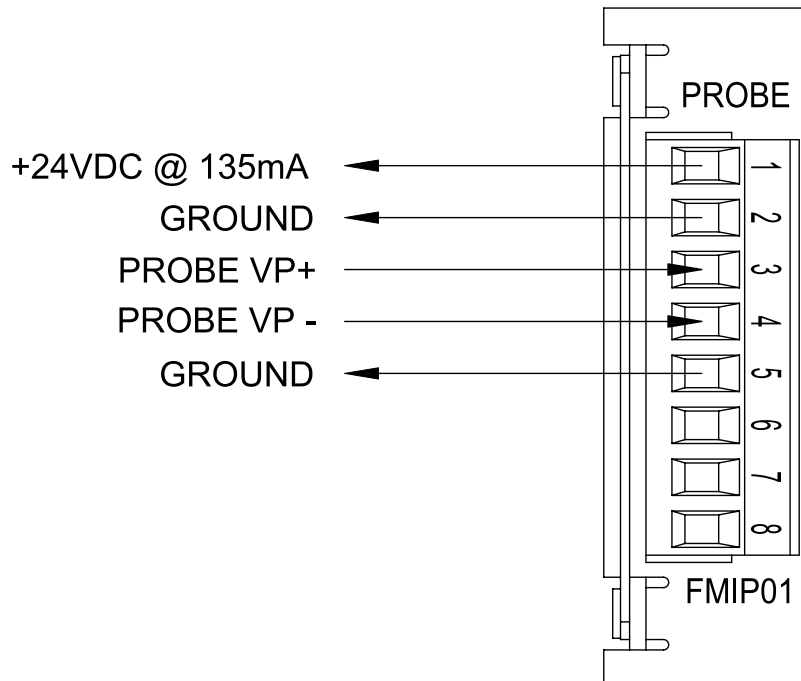 PROBE
+24VDC @ 135mA
1
GROUND
2
PROBE VP+
3
PROBE VP -
4
GROUND
5
6
7
8
FMIP01